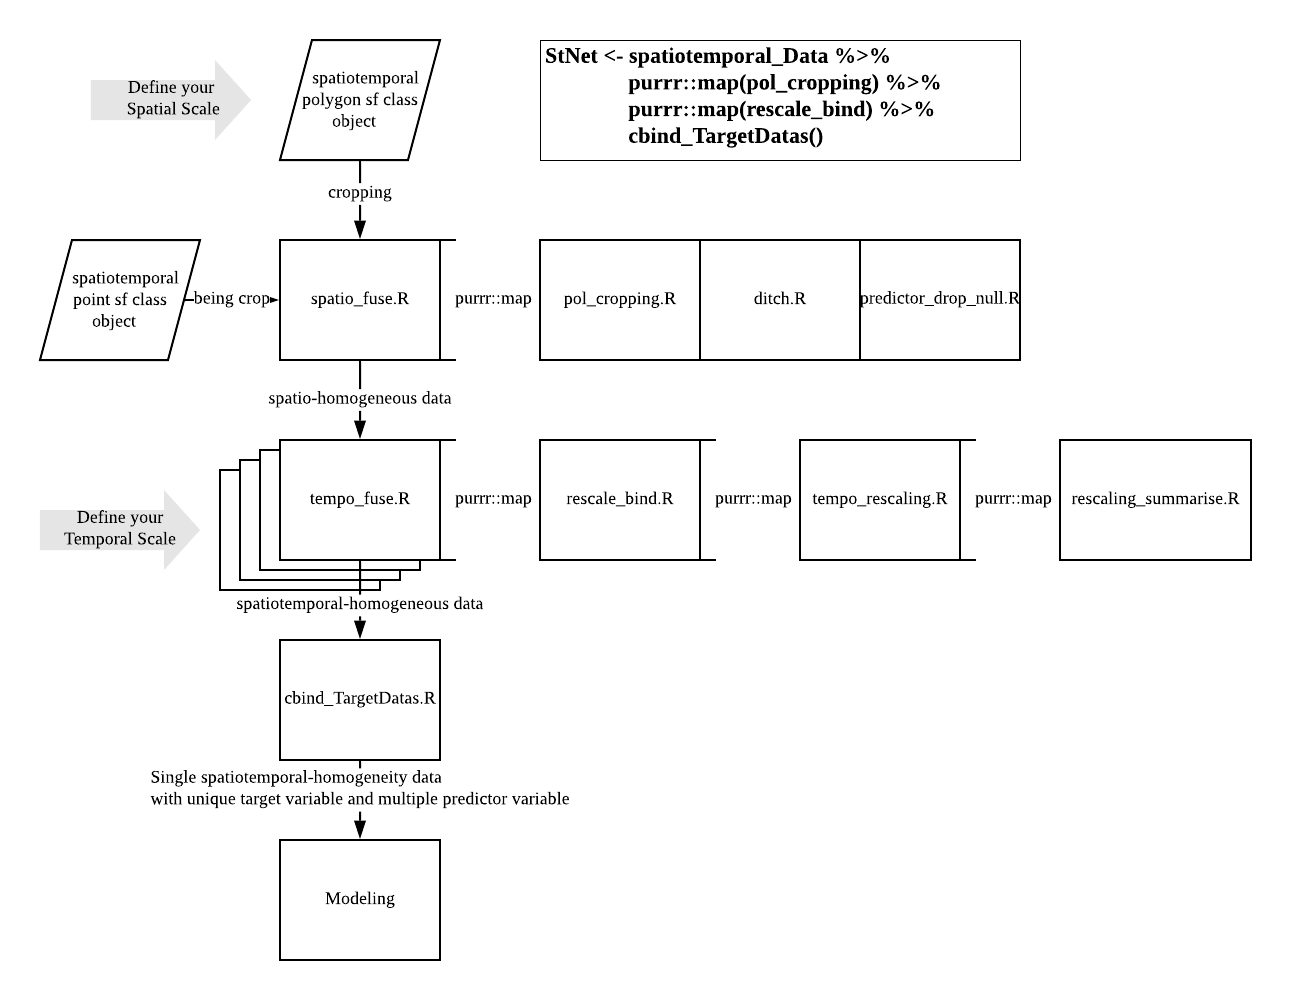 Define your
Spatial Scale
spatiotemporal
polygon sf class
object
StNet <- spatiotemporal_Data %>%
purrr::map(pol_cropping) %>%
purrr::map(rescale_bind) %>%
cbind_TargetDatas()
cropping
spatiotemporal
point sf class
object
being crop
spatio_fuse.R
purrr::map
pol_cropping.R
ditch.R
predictor_drop_null.R
spatio-homogeneous data
Define your
Temporal Scale
tempo_fuse.R
purrr::map
rescale_bind.R
purrr::map
tempo_rescaling.R
purrr::map
rescaling_summarise.R
spatiotemporal-homogeneous data
cbind_TargetDatas.R
Single spatiotemporal-homogeneity data
with unique target variable and multiple predictor variable
Modeling